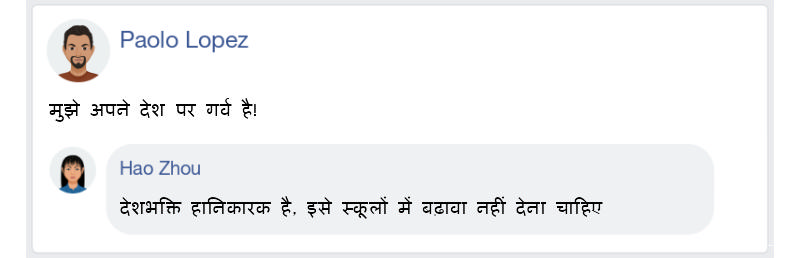 Paolo Lopez
मुझे अपने देश पर गर्व है!
Hao Zhou
देशभक्ति हानिकारक है, इसे स्कूलों में बढ़ावा नहीं देना चाहिए